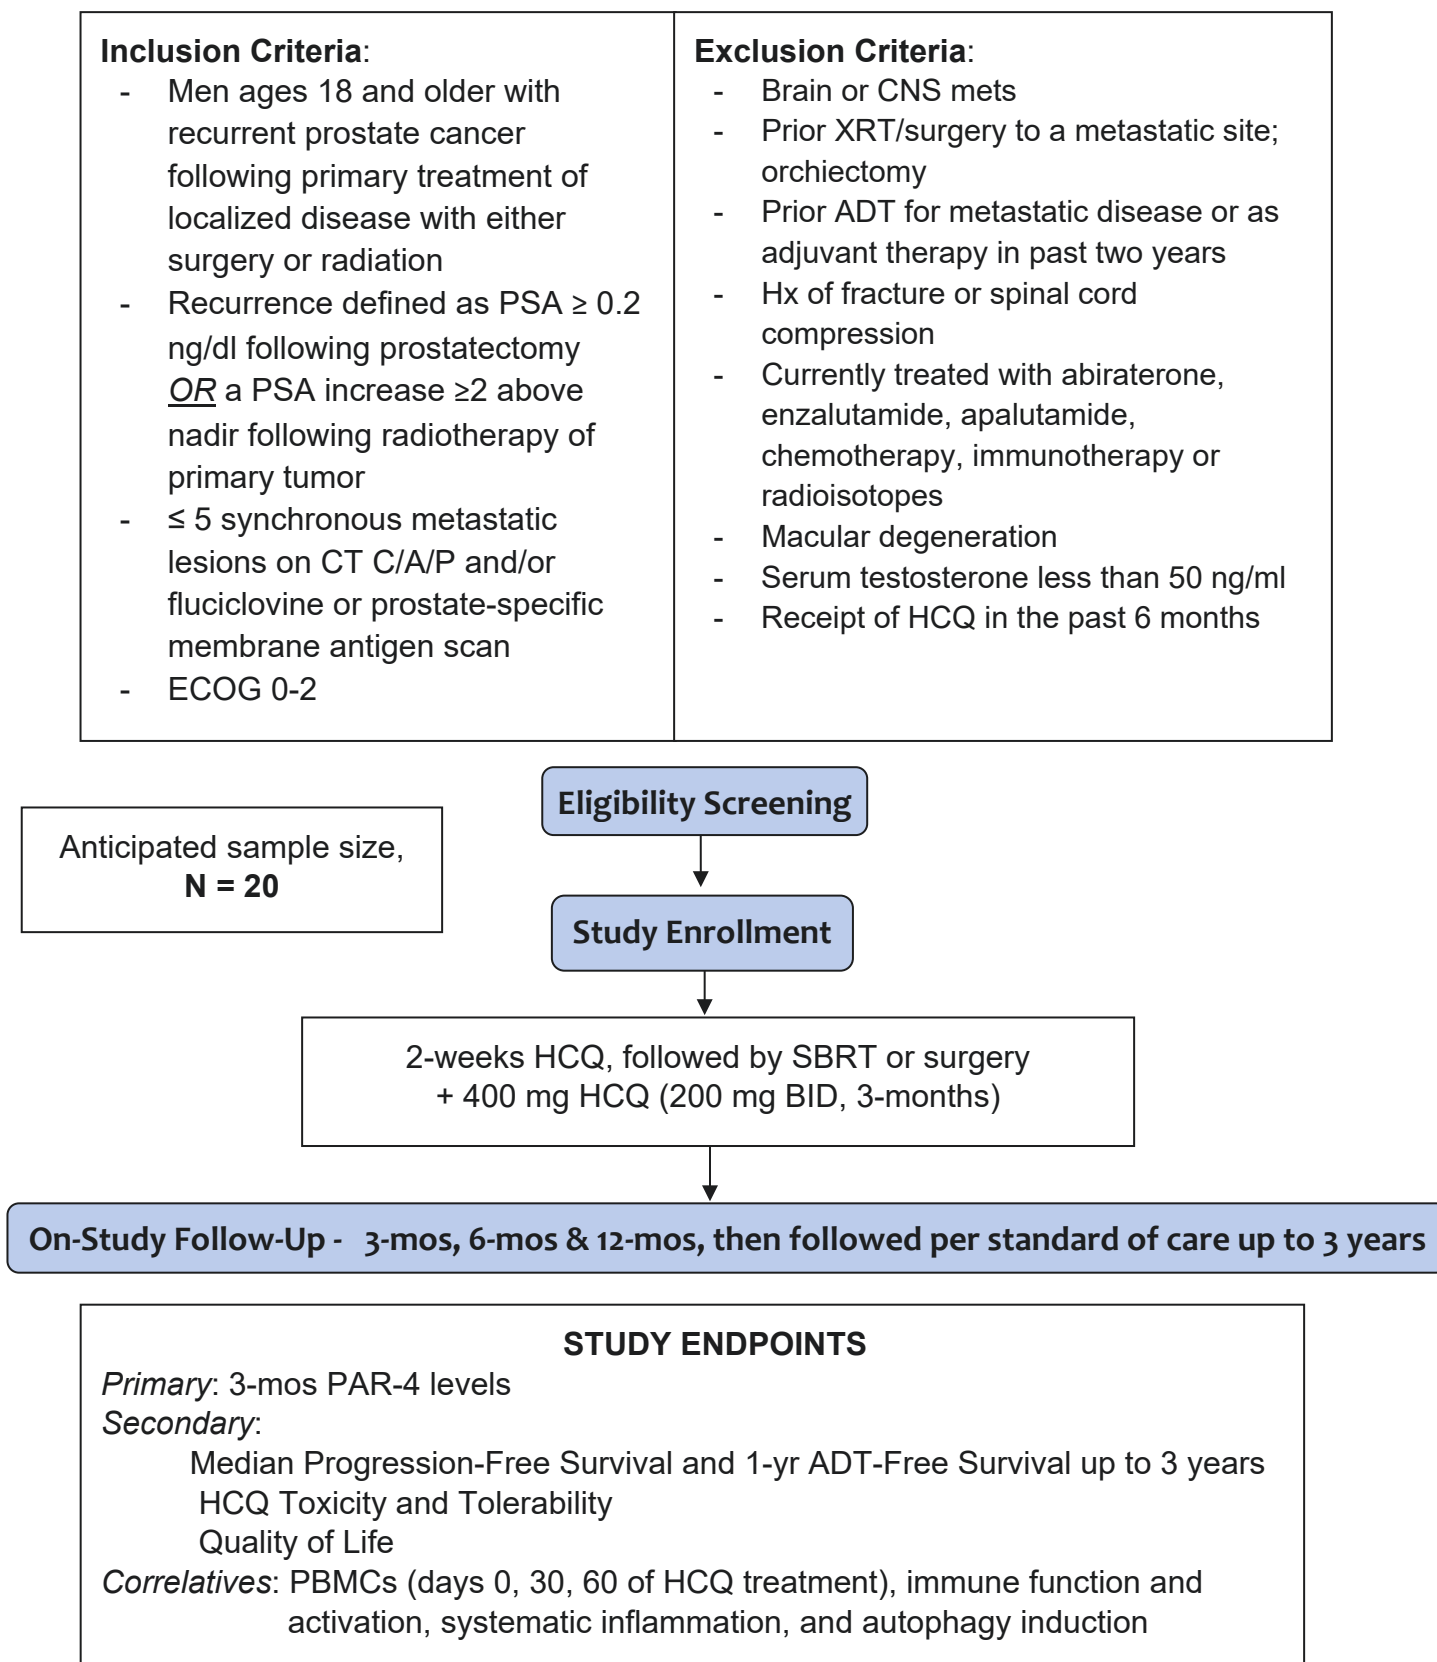 Inclusion Criteria:
- Men ages 18 and older with
recurrent prostate cancer
following primary treatment of
localized disease with either
surgery or radiation
- Recurrence defined as PSA ≥ 0.2
ng/dl following prostatectomy
OR a PSA increase ≥2 above
nadir following radiotherapy of
primary tumor
- ≤ 5 synchronous metastatic
lesions on CT C/A/P and/or
fluciclovine or prostate-specific
membrane antigen scan
- ECOG 0-2
Exclusion Criteria:
- Brain or CNS mets
- Prior XRT/surgery to a metastatic site;
orchiectomy
- Prior ADT for metastatic disease or as
adjuvant therapy in past two years
- Hx of fracture or spinal cord
compression
- Currently treated with abiraterone,
enzalutamide, apalutamide,
chemotherapy, immunotherapy or
radioisotopes
- Macular degeneration
- Serum testosterone less than 50 ng/ml
- Receipt of HCQ in the past 6 months
Eligibility Screening
Anticipated sample size,
N = 20
Study Enrollment
2-weeks HCQ, followed by SBRT or surgery
+ 400 mg HCQ (200 mg BID, 3-months)
On-Study Follow-Up - 3-mos, 6-mos & 12-mos, then followed per standard of care up to 3 years
STUDY ENDPOINTS
Primary: 3-mos PAR-4 levels
Secondary:
Median Progression-Free Survival and 1-yr ADT-Free Survival up to 3 years
HCQ Toxicity and Tolerability
Quality of Life
Correlatives: PBMCs (days 0, 30, 60 of HCQ treatment), immune function and
activation, systematic inflammation, and autophagy induction